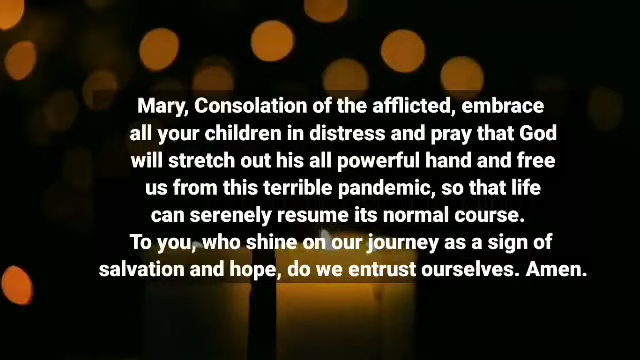 Mary, Consolation of the afflicted, embrace
all your children in distress and pray that God
will stretch out his all powerful hand and free
us from this terrible pandemic, so that life
can serenely resume its normal course.
To you, who shine on our journey as a sign of
salvation and hope, do we entrust ourselves. Amen.